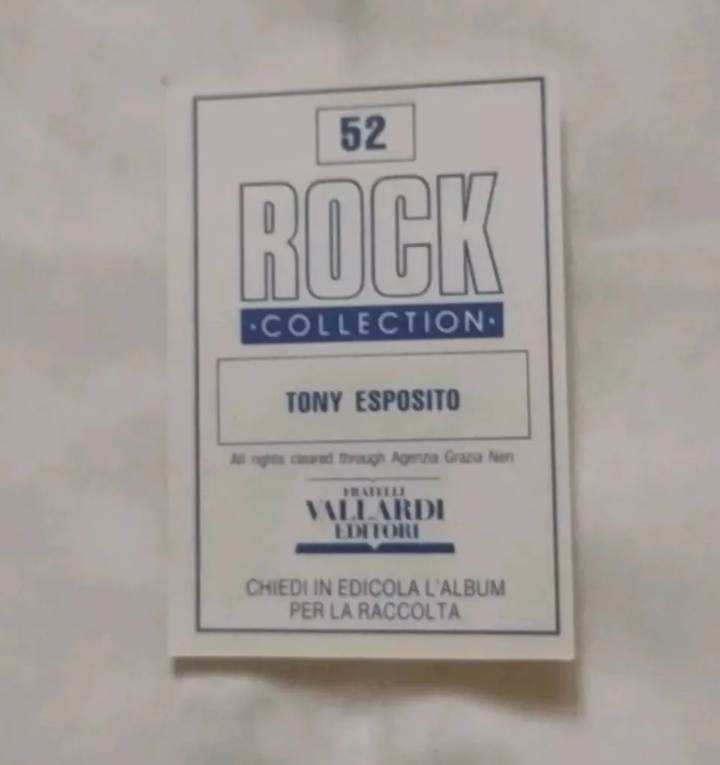 52
ROCK
·COLLECTION·
TONY ESPOSITO
All rights cleared through Agenzia Grazia Neri
FRATELLI
VALLARDI
EDITORI
CHIEDI IN EDICOLA L'ALBUM
PER LA RACCOLTA